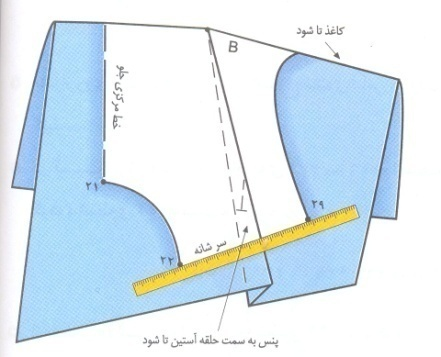 کاغذ تا شود
B
خط مرکزی جلو
۲۱
۲۹
سر شانه
۲۲
پنس به سمت حلقه آستین تا شود